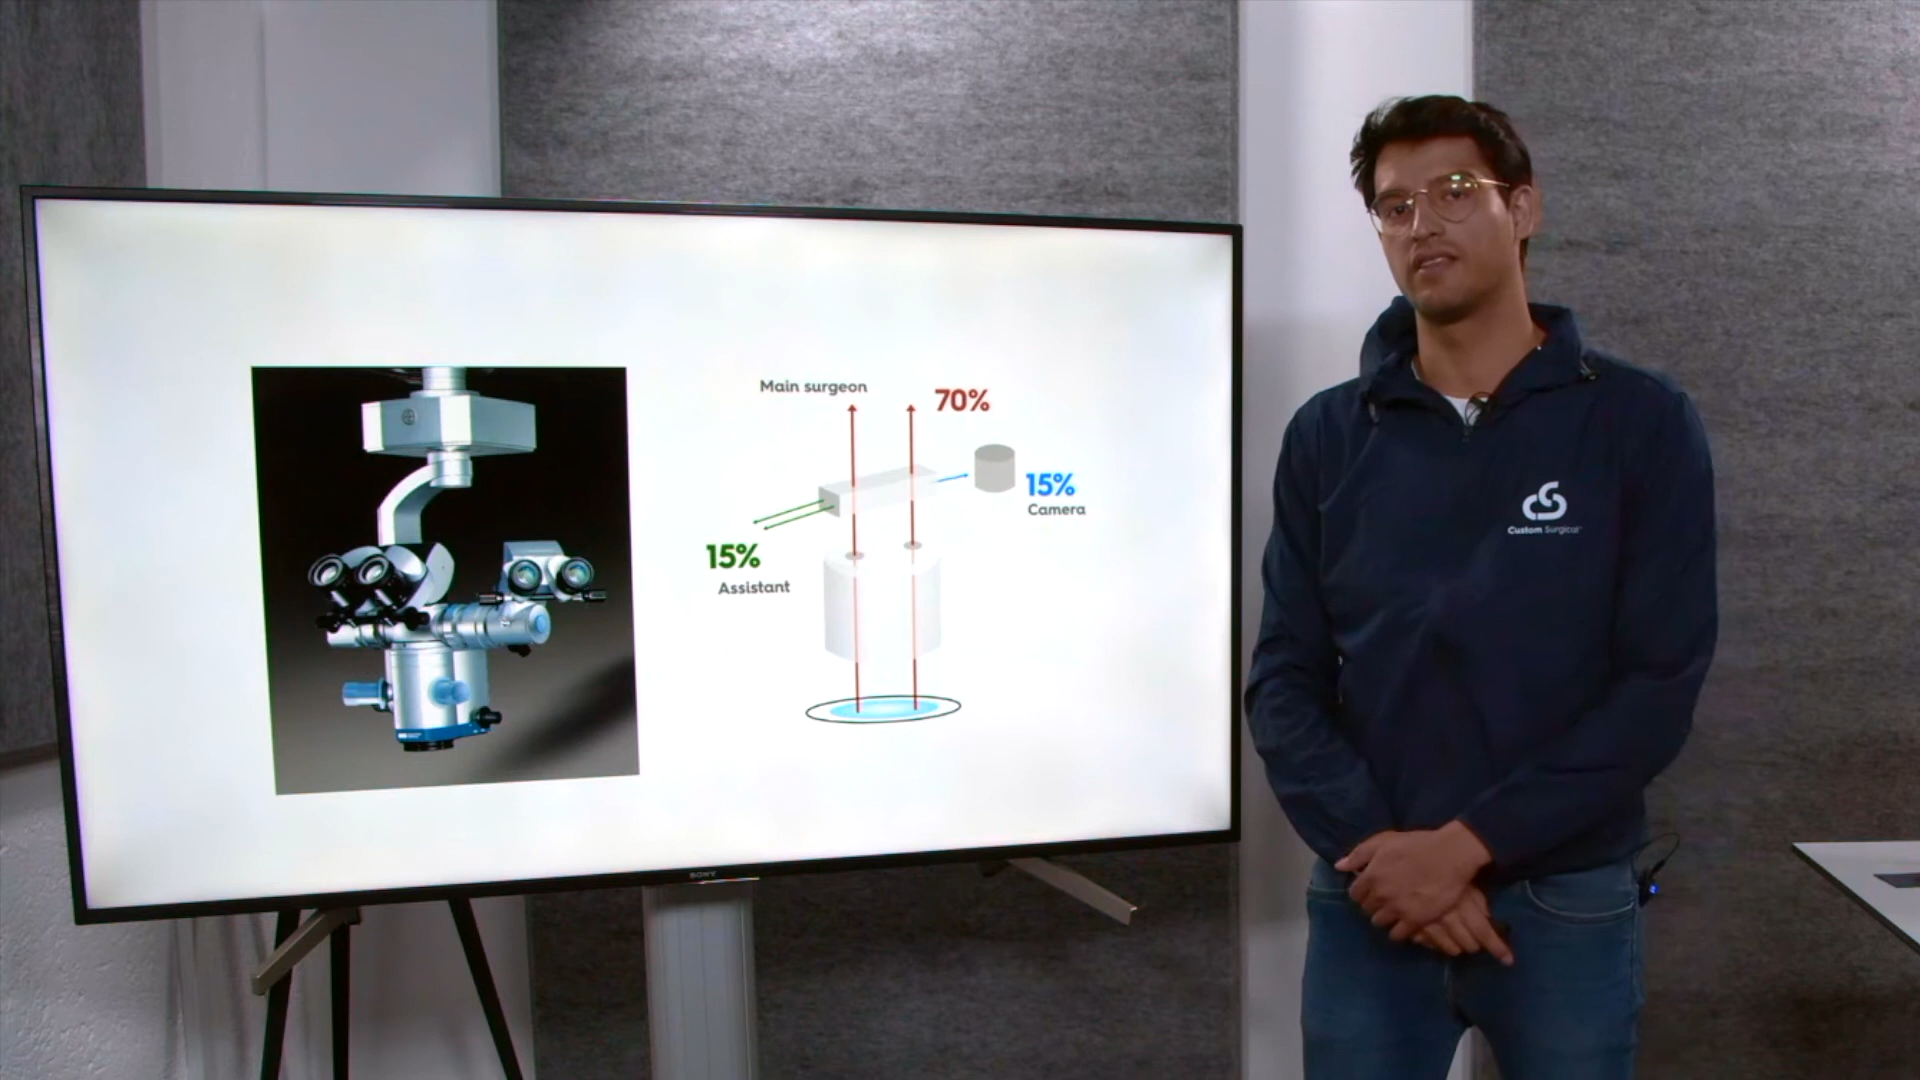 Main surgeon
70%
15%
Camera
15%
Assistant
SONY
Custom Surgical